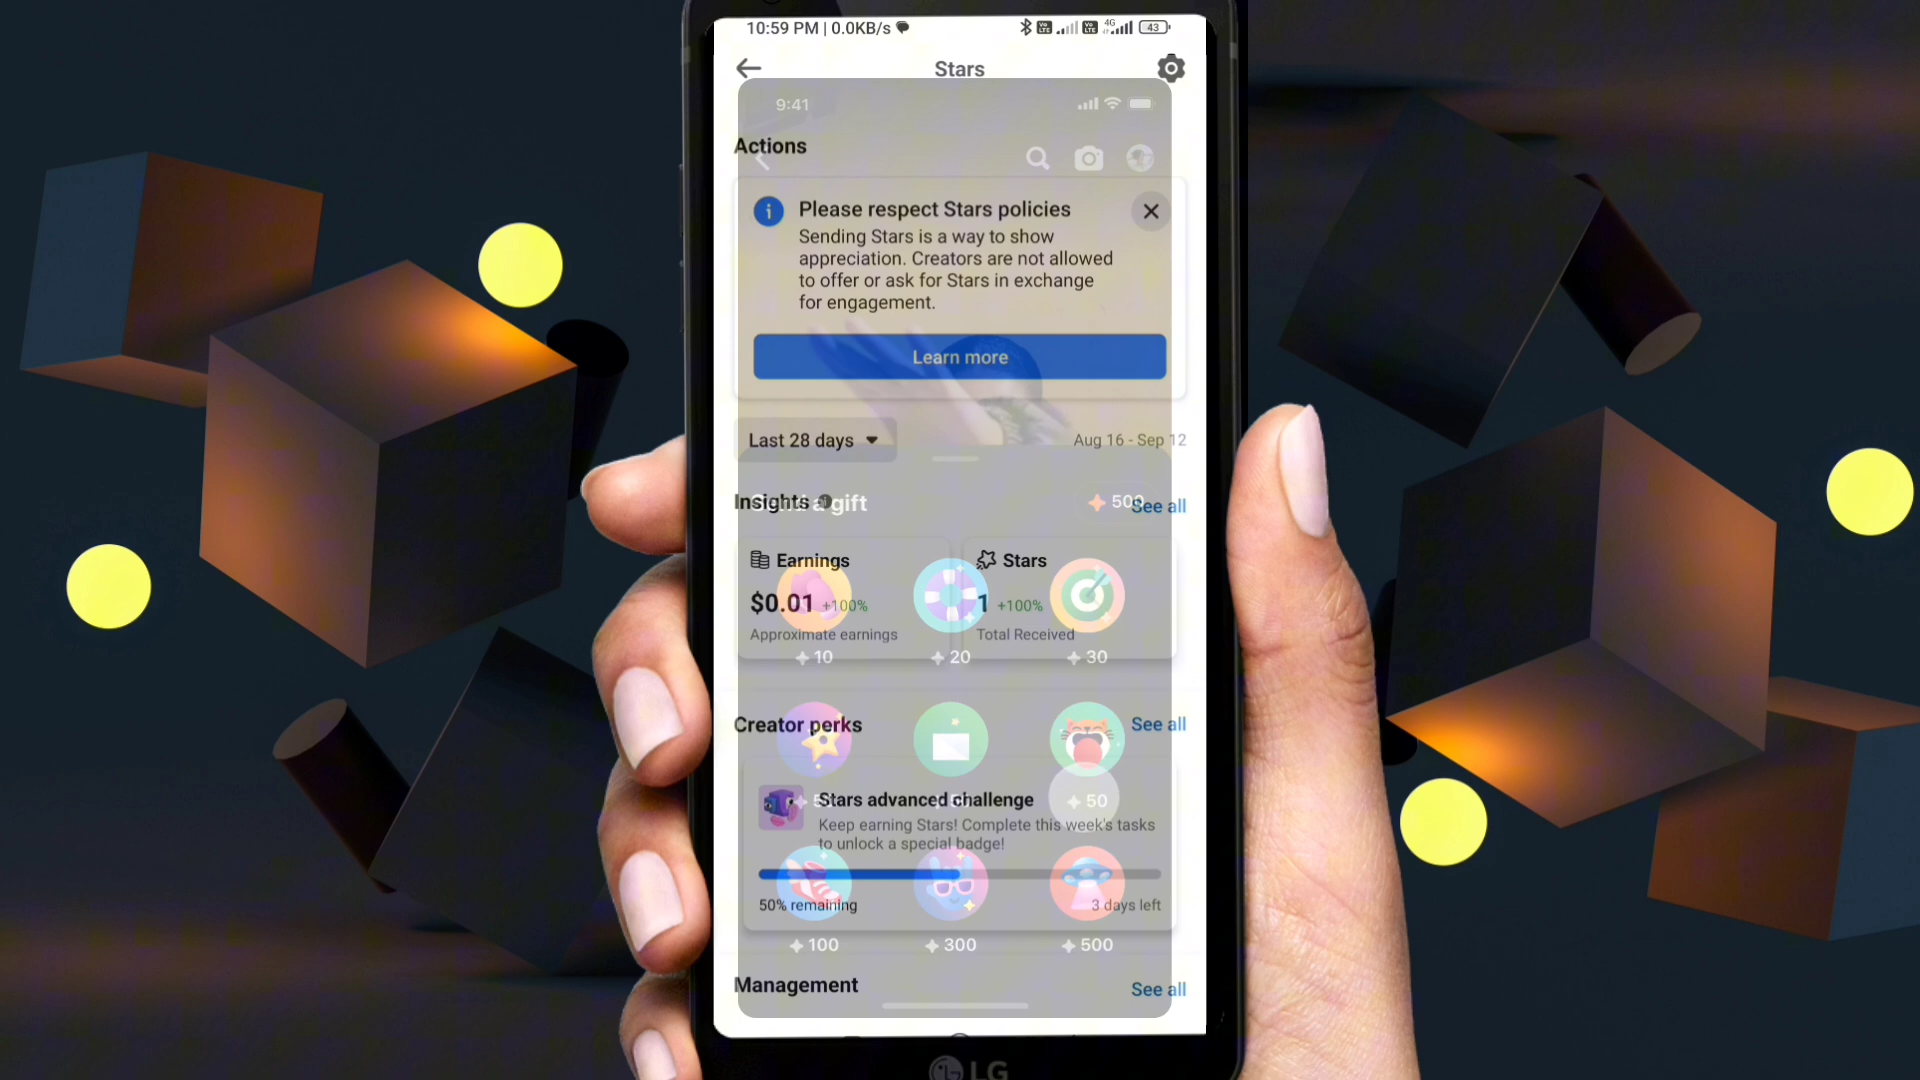 10:59 PM | 0.0KB/s
4G
43
Stars
9:41
Actions
Please respect Stars policies
Sending Stars is a way to show
appreciation. Creators are not allowed
to offer or ask for Stars in exchange
for engagement.
Learn more
Last 28 days
Aug 16 - Sep 12
Insights
a gift
500
See all
Earnings
Stars
$0.01 +100%
1 +100%
Approximate earnings
Total Received
10
20
30
Creator perks
See all
Stars advanced challenge
50
Keep earning Stars! Complete this week's tasks
to unlock a special badge!
50% remaining
3 days left
100
300
500
Management
See all
LG